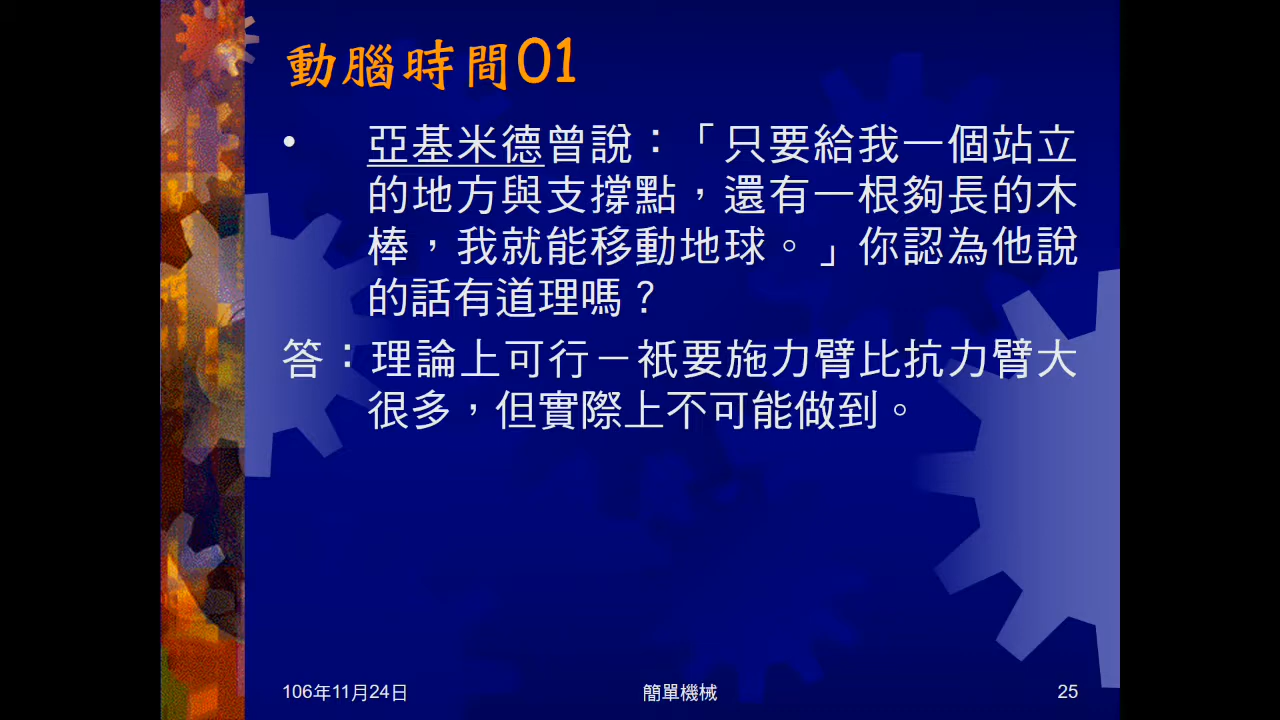 動腦時間01
• 亞基米德曾說：「只要給我一個站立
的地方與支撐點，還有一根夠長的木
棒，我就能移動地球。」你認為他說
的話有道理嗎？
答：理論上可行－祇要施力臂比抗力臂大
很多，但實際上不可能做到。
106年11月24日 簡單機械 25